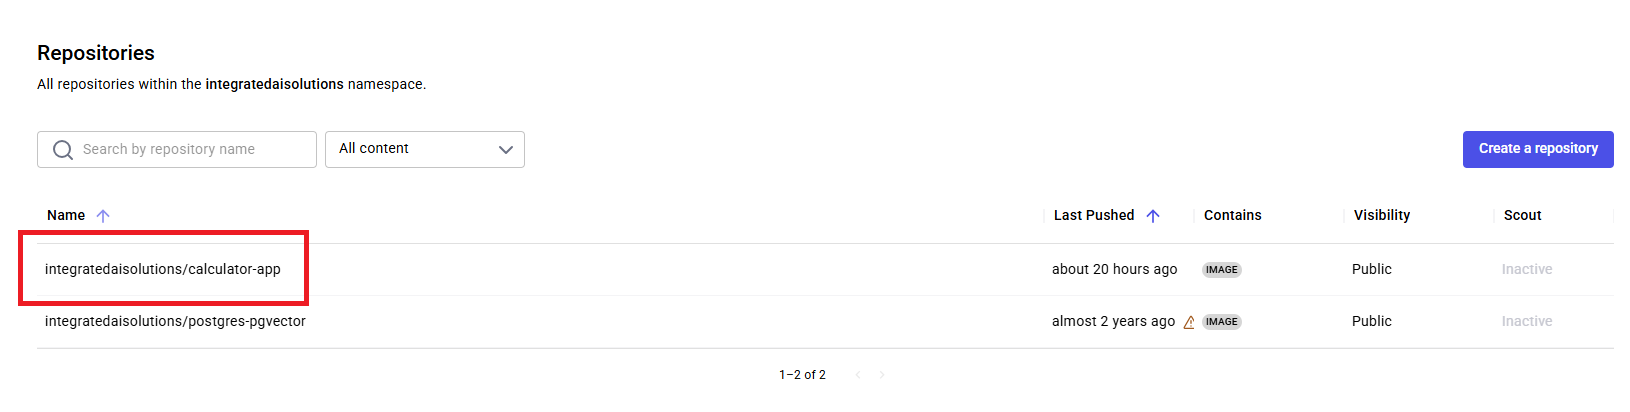 Repositories
All repositories within the integratedaisolutions namespace.
Search by repository name
All content
Create a repository
Name Last Pushed Contains Visibility Scout
integratedaisolutions/calculator-app about 20 hours ago IMAGE Public Inactive
integratedaisolutions/postgres-pgvector almost 2 years ago IMAGE Public Inactive
1–2 of 2